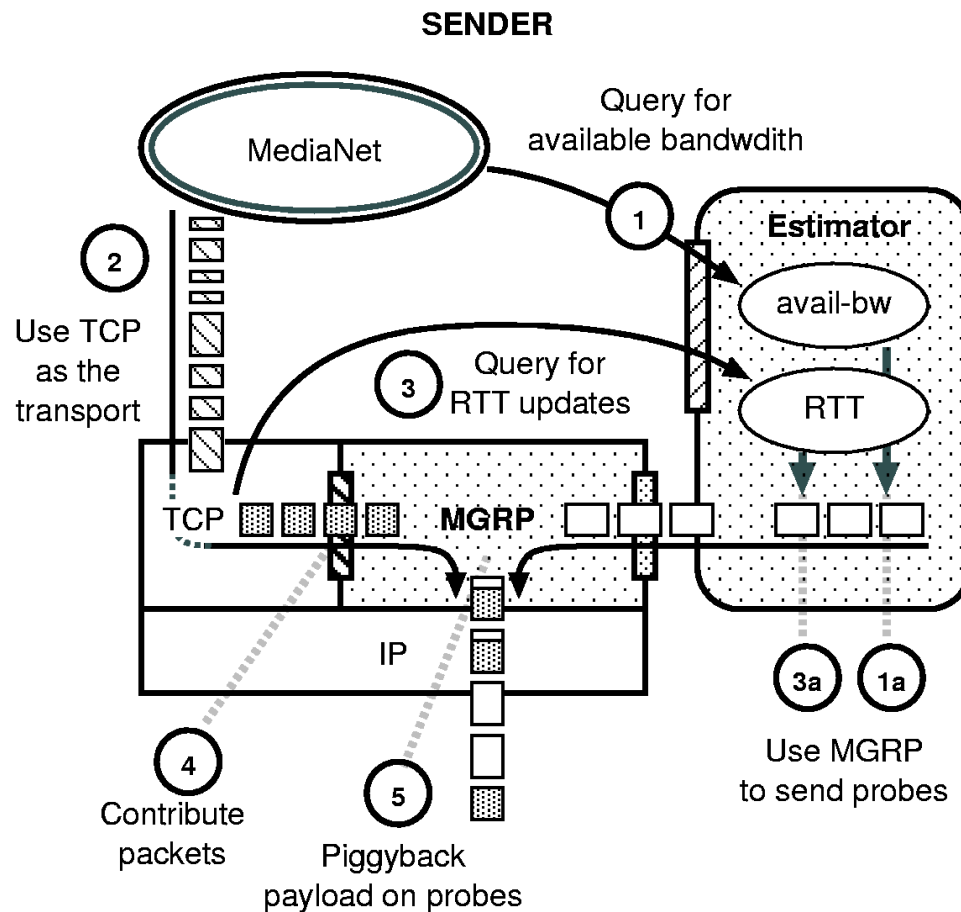 SENDER
MediaNet
Query for
available bandwdith
1
Estimator
avail-bw
RTT
2
Use TCP
as the
transport
3
Query for
RTT updates
TCP
MGRP
IP
3a
1a
Use MGRP
to send probes
4
Contribute
packets
5
Piggyback
payload on probes